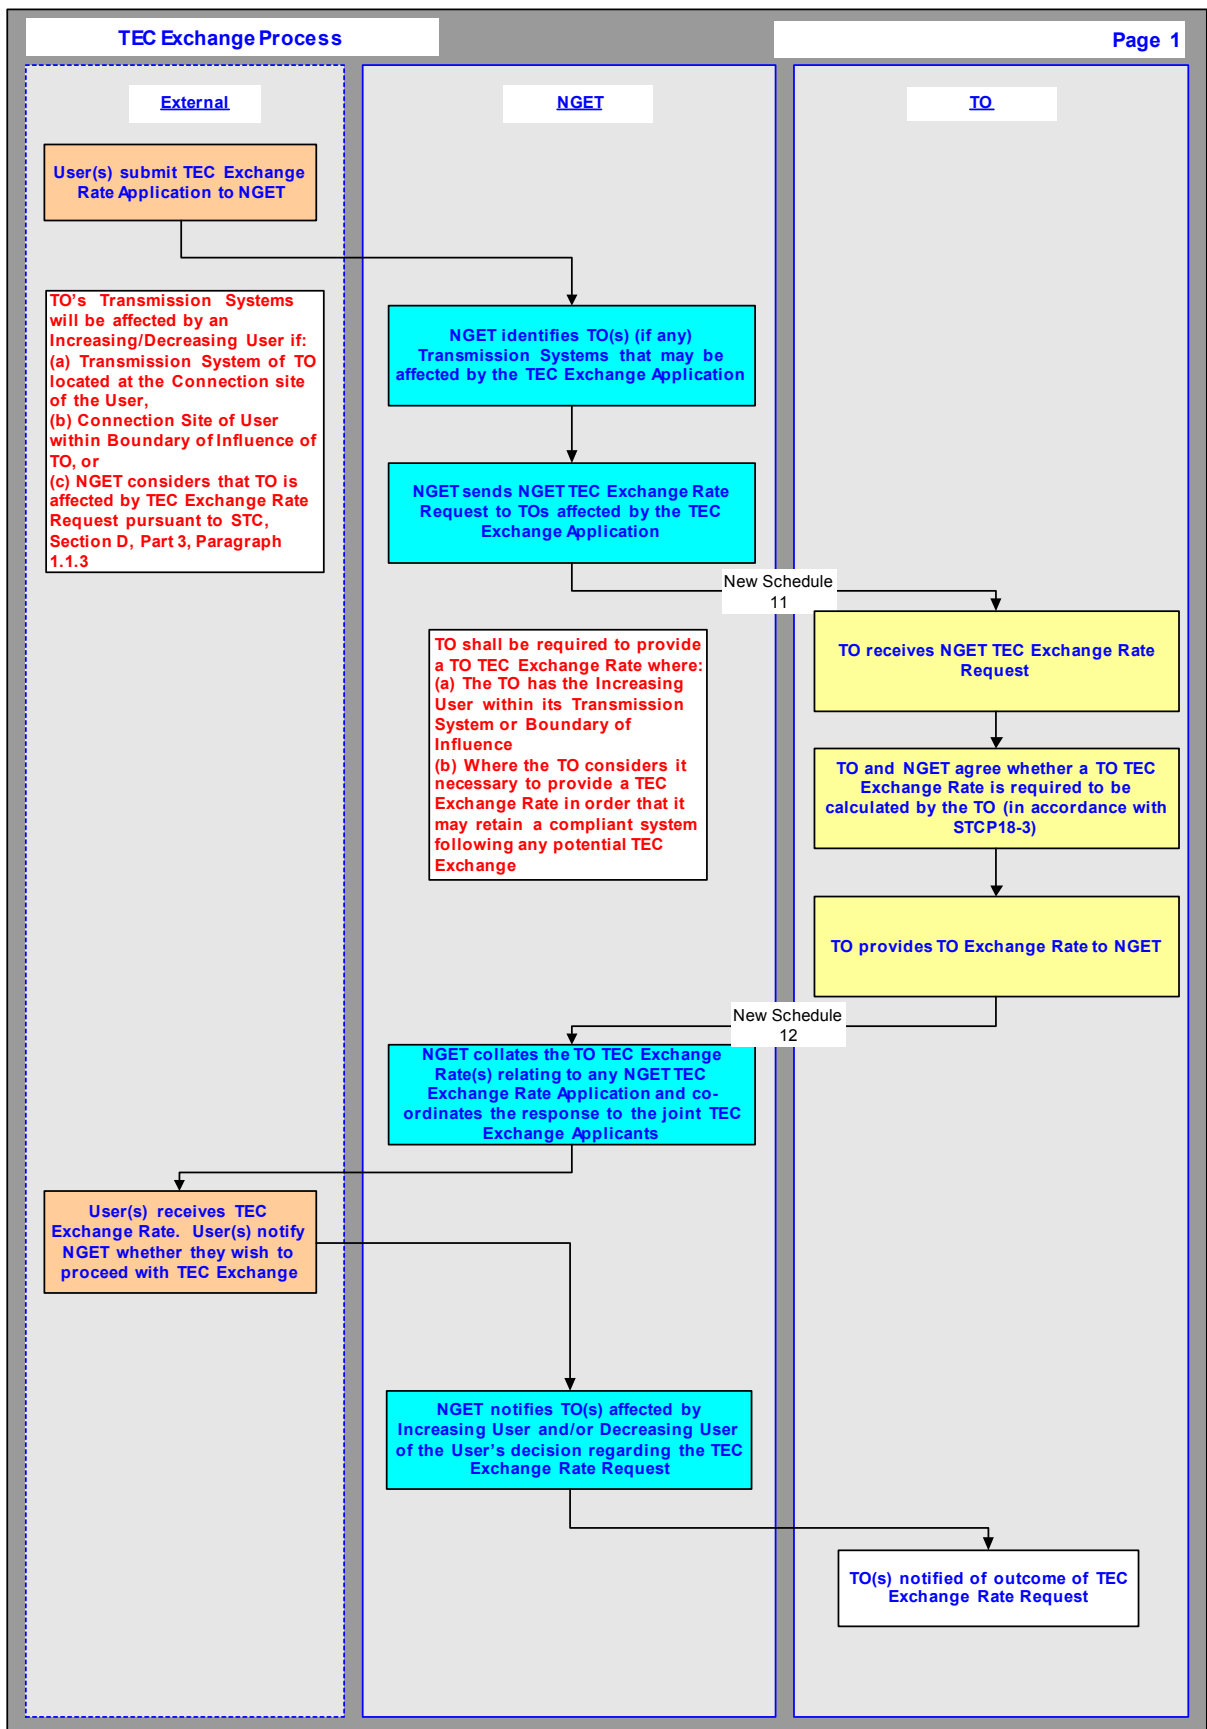 TEC Exchange Process
Page 1
External
NGET
TO
User(s) submit TEC Exchange
Rate Application to NGET
TO's Transmission Systems
will be affected by an
Increasing/Decreasing User if:
(a) Transmission System of TO
located at the Connection site
of the User,
(b) Connection Site of User
within Boundary of Influence of
TO, or
(c) NGET considers that TO is
affected by TEC Exchange Rate
Request pursuant to STC,
Section D, Part 3, Paragraph
1.1.3
NGET identifies TO(s) (if any)
Transmission Systems that may be
affected by the TEC Exchange Application
NGET sends NGET TEC Exchange Rate
Request to TOs affected by the TEC
Exchange Application
New Schedule
11
TO receives NGET TEC Exchange Rate
Request
TO shall be required to provide
a TO TEC Exchange Rate where:
(a) The TO has the Increasing
User within its Transmission
System or Boundary of
Influence
(b) Where the TO considers it
necessary to provide a TEC
Exchange Rate in order that it
may retain a compliant system
following any potential TEC
Exchange
TO and NGET agree whether a TO TEC
Exchange Rate is required to be
calculated by the TO (in accordance with
STCP18-3)
TO provides TO Exchange Rate to NGET
New Schedule
12
NGET collates the TO TEC Exchange
Rate(s) relating to any NGET TEC
Exchange Rate Application and co-
ordinates the response to the joint TEC
Exchange Applicants
User(s) receives TEC
Exchange Rate. User(s) notify
NGET whether they wish to
proceed with TEC Exchange
NGET notifies TO(s) affected by
Increasing User and/or Decreasing User
of the User's decision regarding the TEC
Exchange Rate Request
TO(s) notified of outcome of TEC
Exchange Rate Request